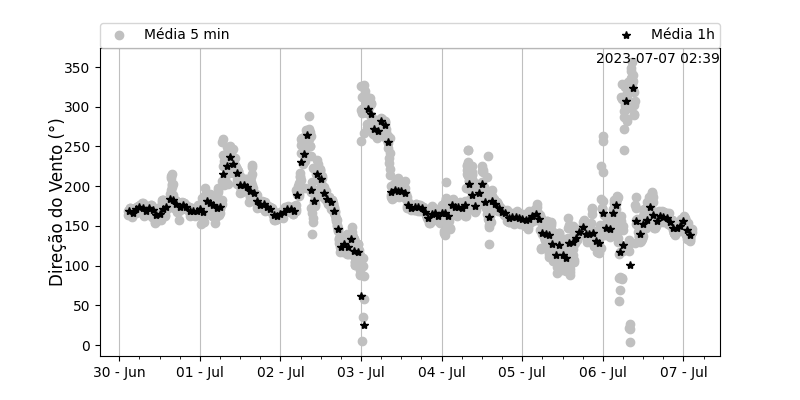 Média 5 min
Média 1h
2023-07-07 02:39
Direção do Vento (°)
350
300
250
200
150
100
50
0
30 - Jun
01 - Jul
02 - Jul
03 - Jul
04 - Jul
05 - Jul
06 - Jul
07 - Jul